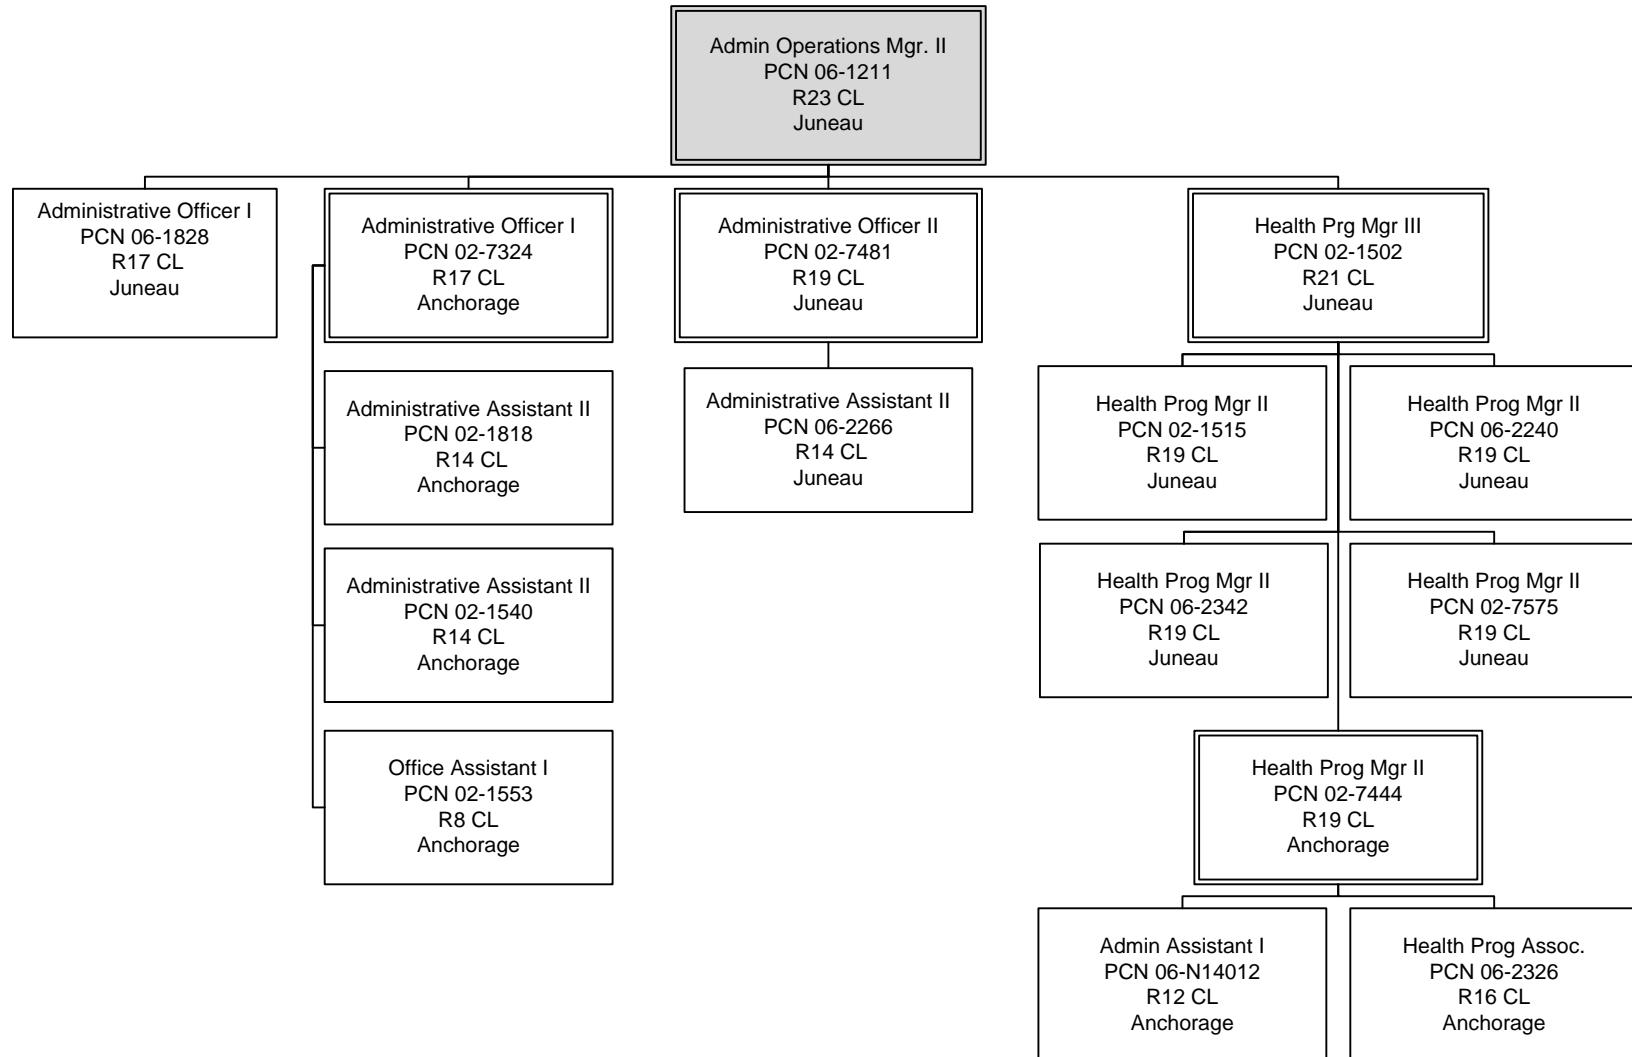 Admin Operations Mgr. II
PCN 06-1211
R23 CL
Juneau
Administrative Officer I
PCN 06-1828
R17 CL
Juneau
Administrative Officer I
PCN 02-7324
R17 CL
Anchorage
Administrative Officer II
PCN 02-7481
R19 CL
Juneau
Health Prg Mgr III
PCN 02-1502
R21 CL
Juneau
Administrative Assistant II
PCN 02-1818
R14 CL
Anchorage
Administrative Assistant II
PCN 06-2266
R14 CL
Juneau
Health Prog Mgr II
PCN 02-1515
R19 CL
Juneau
Health Prog Mgr II
PCN 06-2240
R19 CL
Juneau
Administrative Assistant II
PCN 02-1540
R14 CL
Anchorage
Health Prog Mgr II
PCN 06-2342
R19 CL
Juneau
Health Prog Mgr II
PCN 02-7575
R19 CL
Juneau
Office Assistant I
PCN 02-1553
R8 CL
Anchorage
Health Prog Mgr II
PCN 02-7444
R19 CL
Anchorage
Admin Assistant I
PCN 06-N14012
R12 CL
Anchorage
Health Prog Assoc.
PCN 06-2326
R16 CL
Anchorage